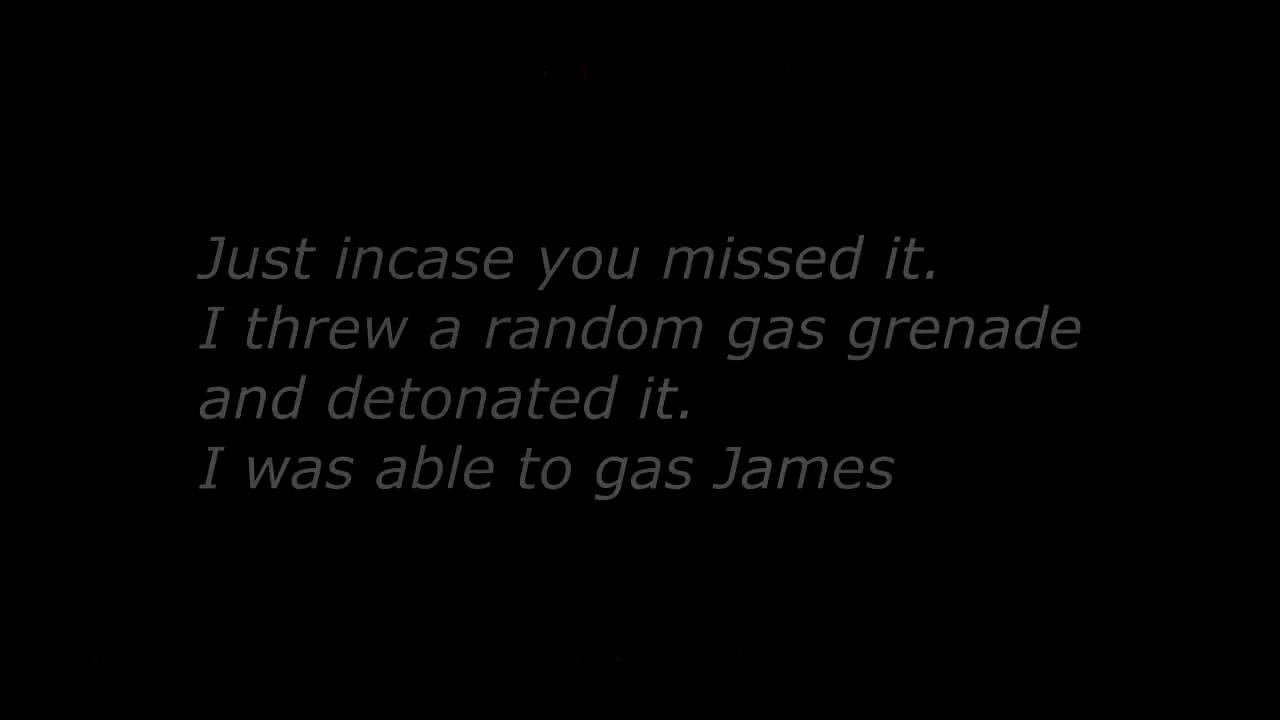 Just incase you missed it.
I threw a random gas grenade
and detonated it.
I was able to gas James